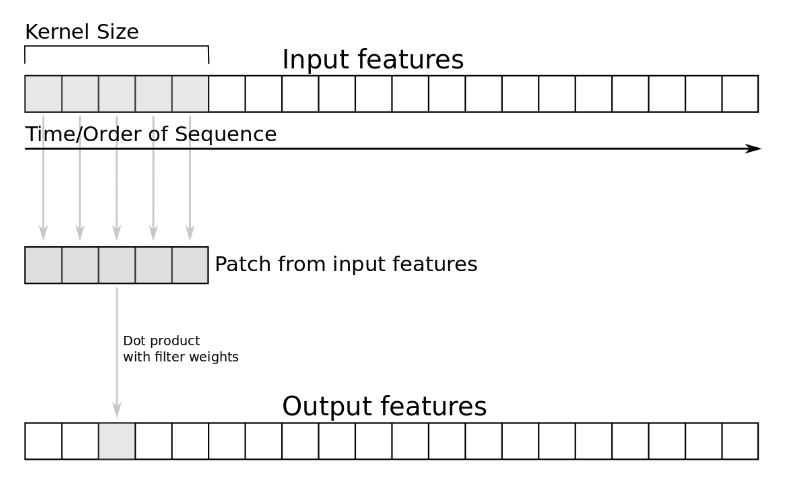 Kernel Size
Input features
Time/Order of Sequence
Patch from input features
Dot product
with filter weights
Output features